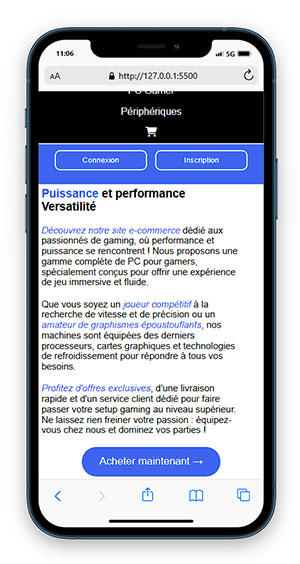 11:06
5G
AA
http://127.0.0.1:5500
PC Gamer
Périphériques
Connexion
Inscription
Puissance et performance
Versatilité
Découvrez notre site e-commerce dédié aux
passionnés de gaming, où performance et
puissance se rencontrent ! Nous proposons une
gamme complète de PC pour gamers,
spécialement conçus pour offrir une expérience
de jeu immersive et fluide.
Que vous soyez un joueur compétitif à la
recherche de vitesse et de précision ou un
amateur de graphismes époustouflants, nos
machines sont équipées des derniers
processeurs, cartes graphiques et technologies
de refroidissement pour répondre à tous vos
besoins.
Profitez d'offres exclusives, d'une livraison
rapide et d'un service client dédié pour faire
passer votre setup gaming au niveau supérieur.
Ne laissez rien freiner votre passion : équipez-
vous chez nous et dominez vos parties !
Acheter maintenant →